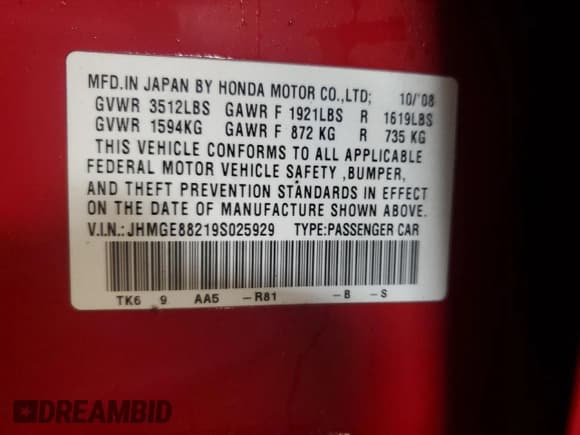 MFD.IN JAPAN BY HONDA MOTOR CO.,LTD; 10/'08
GVWR 3512LBS GAWR F 1921LBS R 1619LBS
GVWR 1594KG GAWR F 872 KG R 735 KG
THIS VEHICLE CONFORMS TO ALL APPLICABLE
FEDERAL MOTOR VEHICLE SAFETY ,BUMPER,
AND THEFT PREVENTION STANDARDS IN EFFECT
ON THE DATE OF MANUFACTURE SHOWN ABOVE.
V.I.N.: JHMGE88219S025929 TYPE:PASSENGER CAR
TK6 9 AA5 –R81 –B –S
DREAMBID